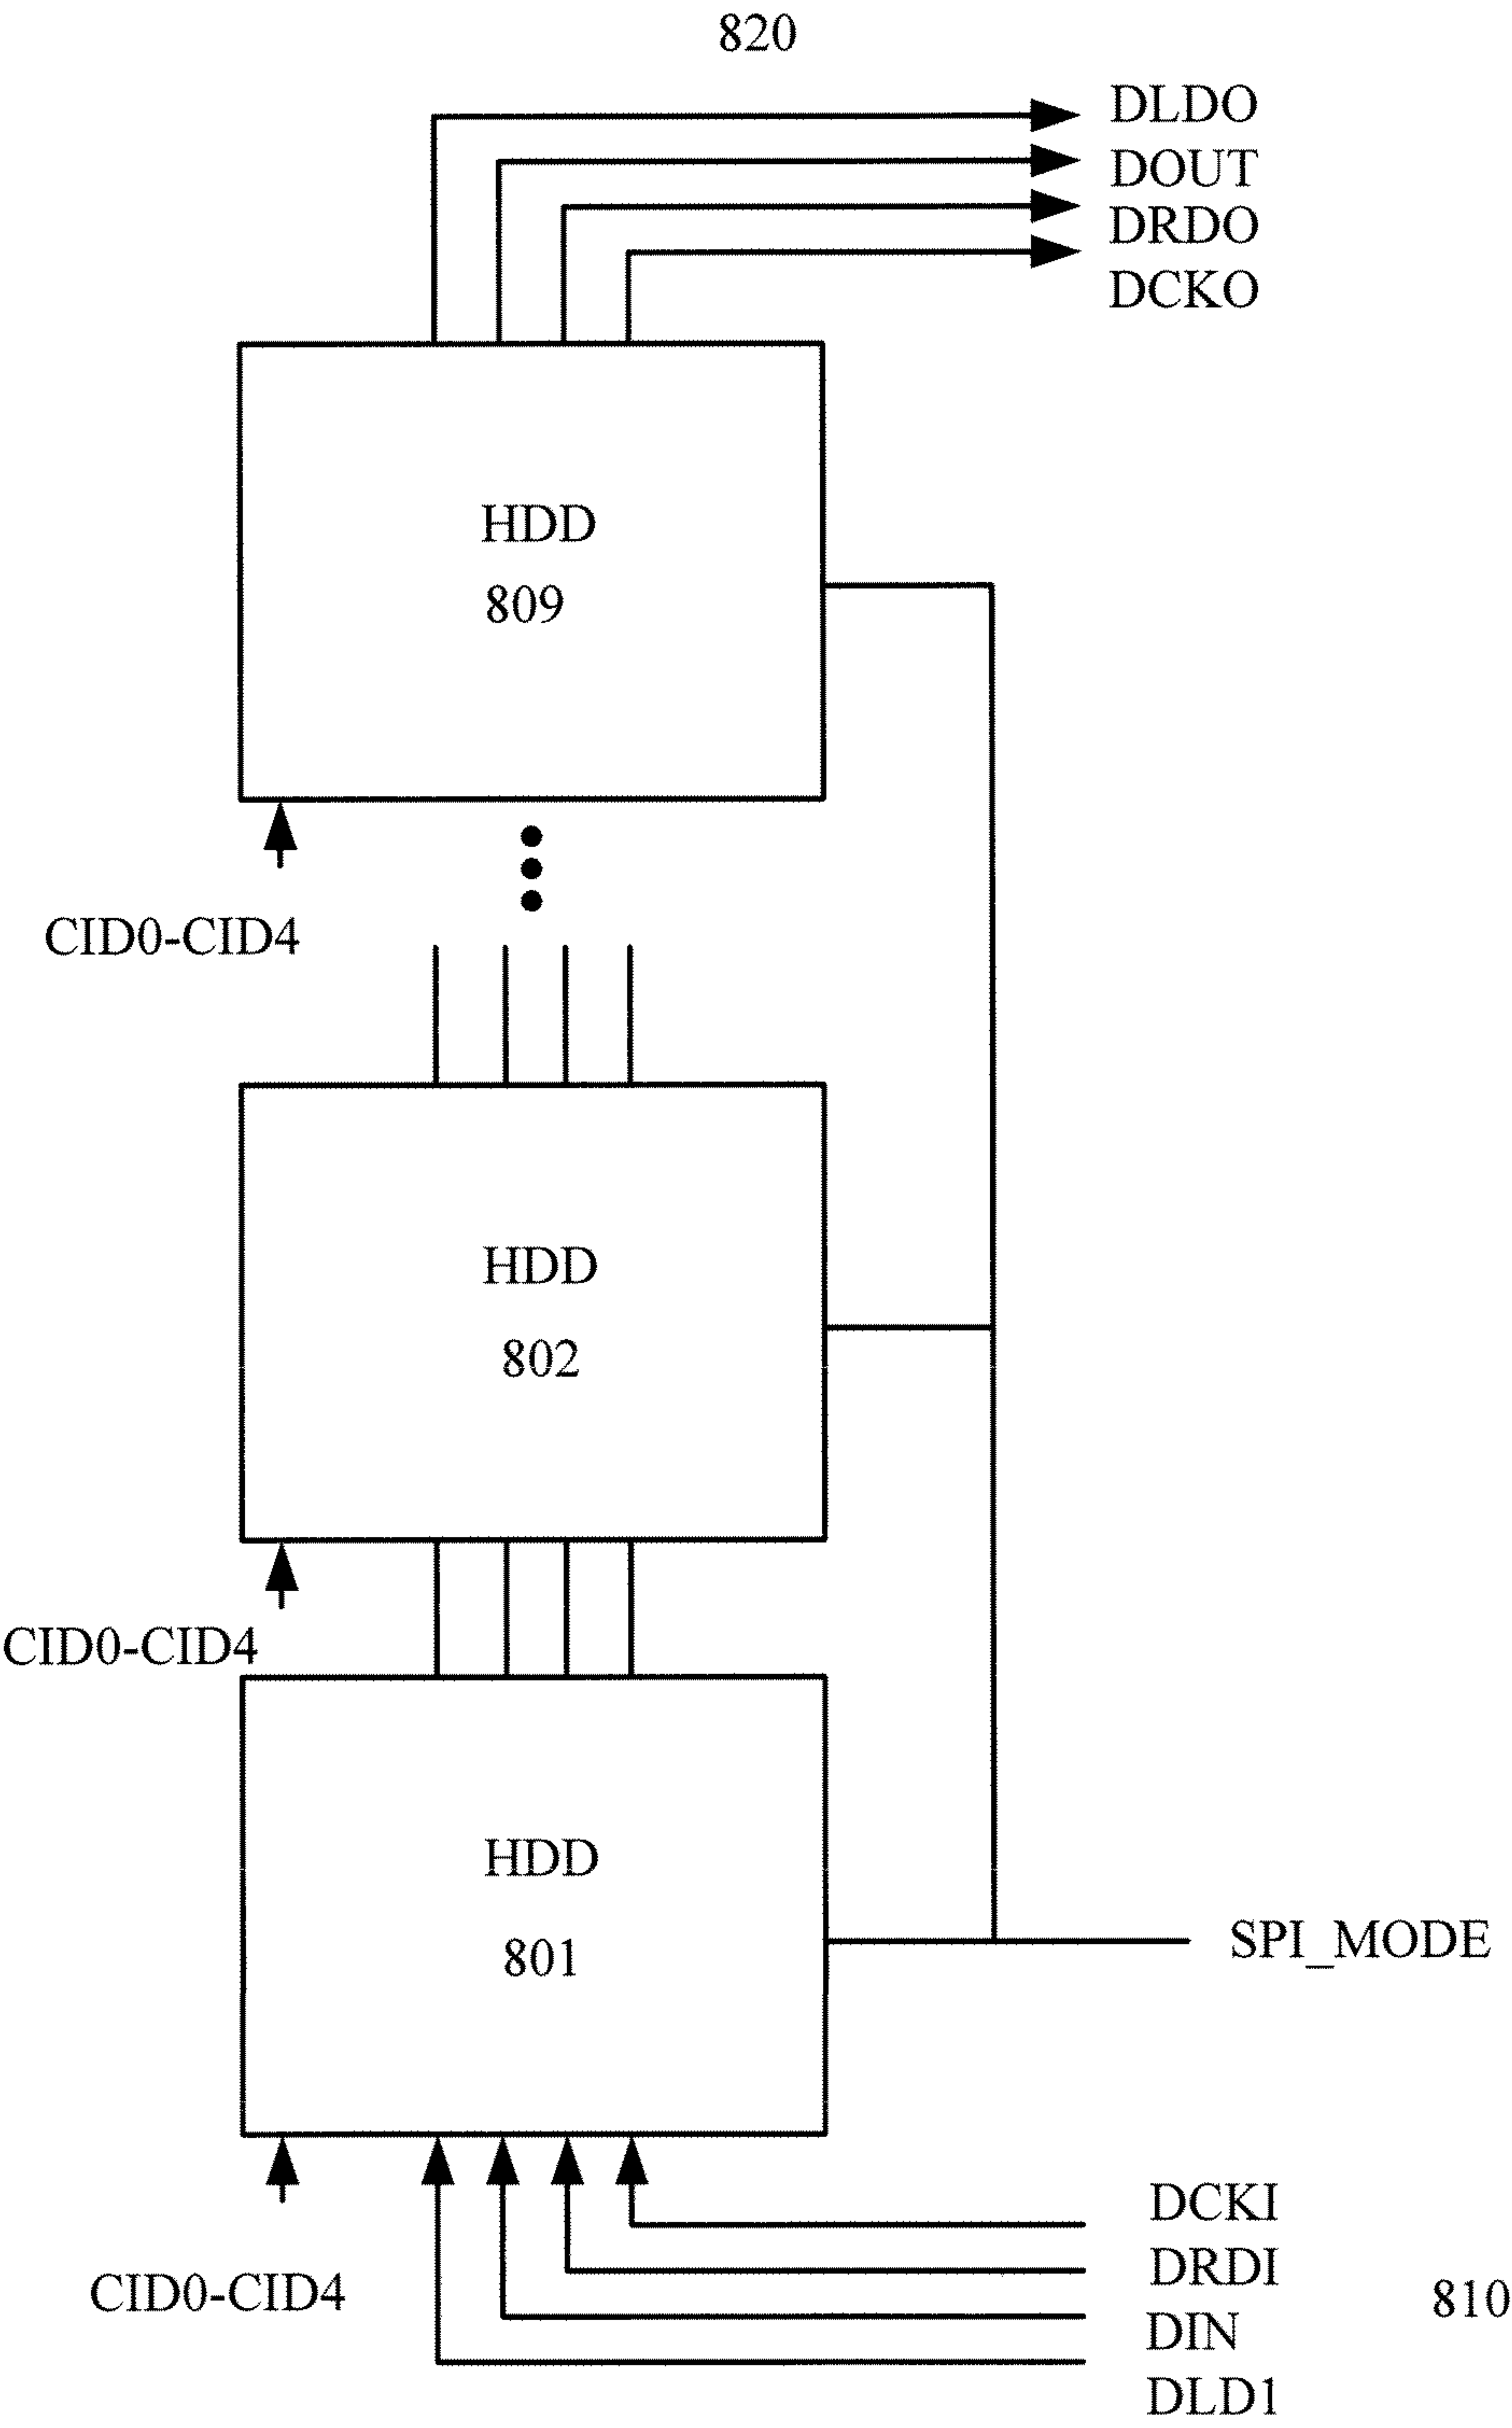 820
DLDO
DOUT
DRDO
DCKO
HDD
809
CID0-CID4
HDD
802
CID0-CID4
HDD
801
SPI_MODE
DCKI
DRDI
CID0-CID4
810
DIN
DLD1